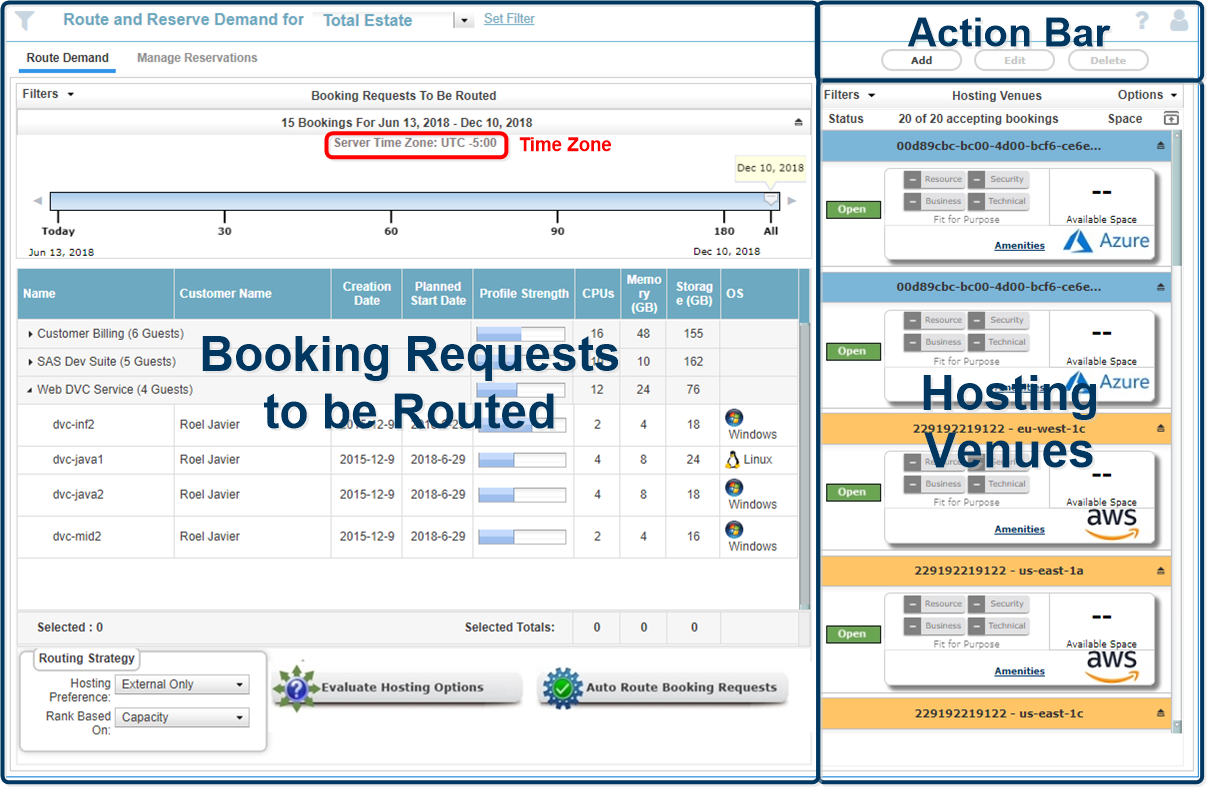 Route and Reserve Demand for Total Estate Set Filter
Action Bar
?
Route Demand Manage Reservations
Add Edit Delete
Filters
Booking Requests To Be Routed
15 Bookings For Jun 13, 2018 - Dec 10, 2018
Server Time Zone: UTC -5:00 Time Zone
Dec 10, 2018
Today 30 60 90 180 All
Jun 13, 2018 Dec 10, 2018
Name Customer Name Creation Date Planned Start Date Profile Strength CPUs Memo ry (GB) Storag e (GB) OS
Customer Billing (6 Guests) 16 48 155
SAS Dev Suite (5 Guests) 10 162
Web DVC Service (4 Guests) 12 24 76
Booking Requests
to be Routed
dvc-inf2 Roel Javier 2015-12-9 2018-6-29 2 4 18 Windows
dvc-java1 Roel Javier 2015-12-9 2018-6-29 4 8 24 Linux
dvc-java2 Roel Javier 2015-12-9 2018-6-29 4 8 18 Windows
dvc-mid2 Roel Javier 2015-12-9 2018-6-29 2 4 16 Windows
Selected : 0 Selected Totals: 0 0 0
Routing Strategy
Hosting Preference: External Only
Rank Based On: Capacity
Evaluate Hosting Options
Auto Route Booking Requests
Filters Hosting Venues Options
Status 20 of 20 accepting bookings Space
00d89cbc-bc00-4d00-bcf6-ce6e...
Resource Security
Open Business Technical --
Fit for Purpose Available Space
Amenities Azure
00d89cbc-bc00-4d00-bcf6-ce6e...
Resource Security
Open Business Technical --
Fit for Purpose Available Space
Amenities Azure
Hosting
Venues
229192219122 - eu-west-1c
Resource Security
Open Business Technical --
Fit for Purpose Available Space
Amenities aws
229192219122 - us-east-1a
Resource Security
Open Business Technical --
Fit for Purpose Available Space
Amenities aws
229192219122 - us-east-1c